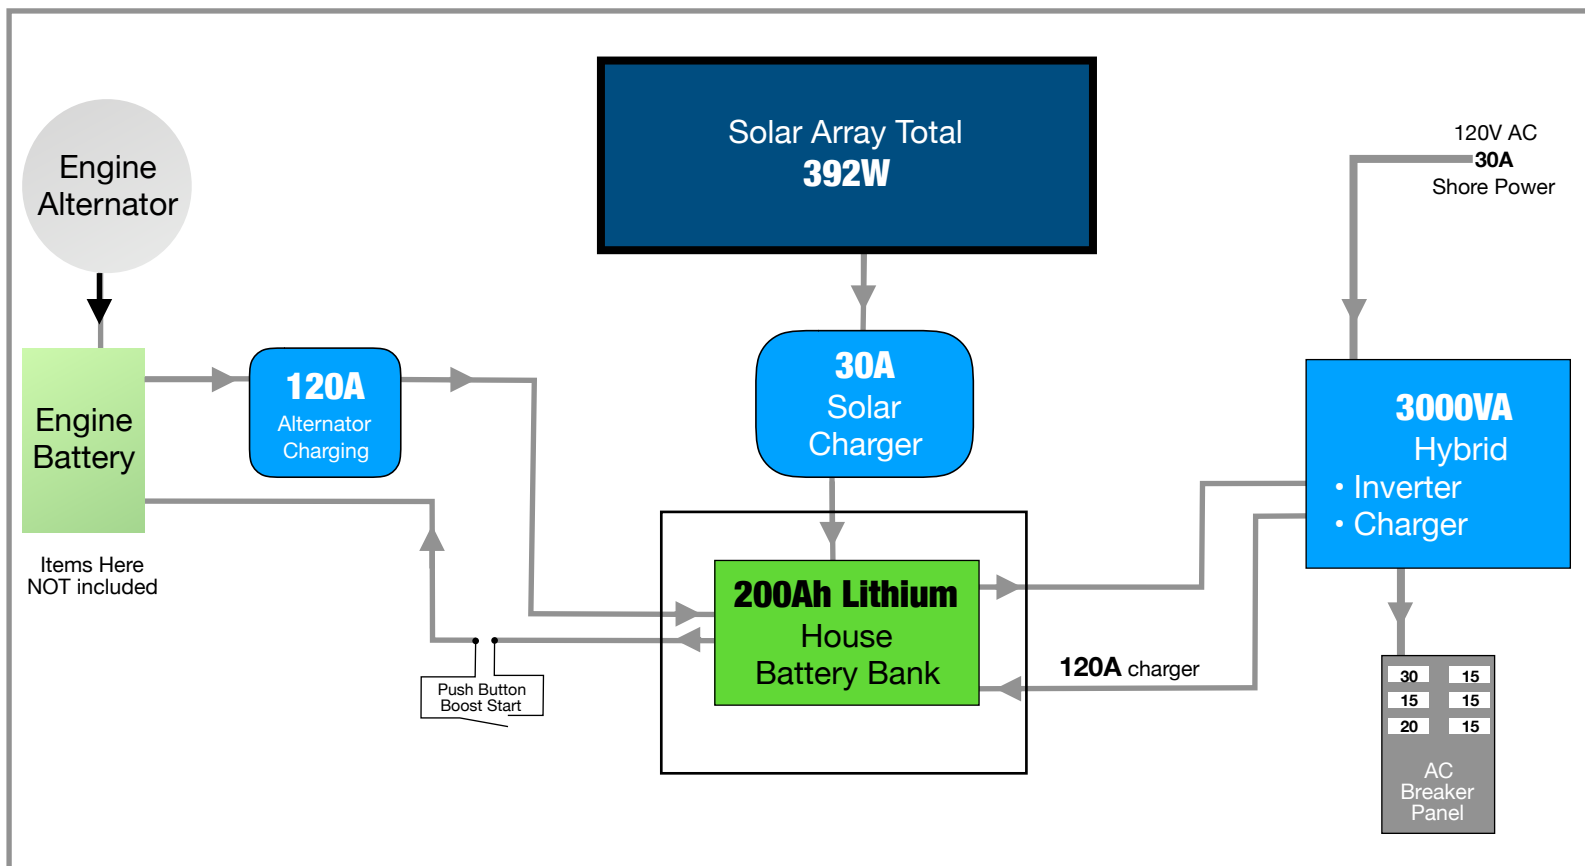 Engine
Alternator
Solar Array Total
392W
120V AC
30A
Shore Power
Engine
Battery
120A
Alternator
Charging
30A
Solar
Charger
3000VA
Hybrid
• Inverter
• Charger
Items Here
NOT included
200Ah Lithium
House
Battery Bank
120A charger
Push Button
Boost Start
30 15
15 15
20 15
AC
Breaker
Panel